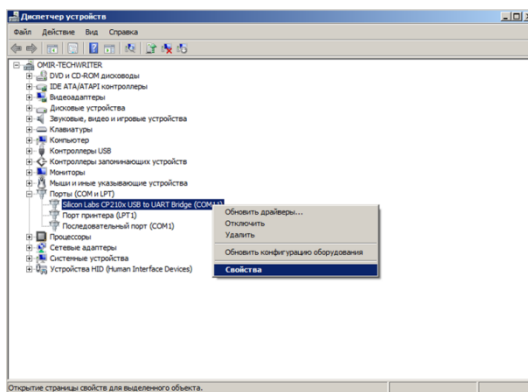 Диспетчер устройств
Файл Действие Вид Справка
OMIR-TECHWRITER
DVD и CD-ROM дисководы
IDE ATA/ATAPI контроллеры
Видеоадаптеры
Дисковые устройства
Звуковые, видео и игровые устройства
Клавиатуры
Компьютер
Контроллеры USB
Контроллеры запоминающих устройств
Мониторы
Мыши и иные указывающие устройства
Порты (COM и LPT)
Silicon Labs CP210x USB to UART Bridge
Порт принтера (LPT1)
Последовательный порт (COM1)
Процессоры
Сетевые адаптеры
Системные устройства
Устройства HID (Human Interface Devices)
Обновить драйверы...
Отключить
Удалить
Обновить конфигурацию оборудования
Свойства
Открытие страницы свойств для выделенного объекта.